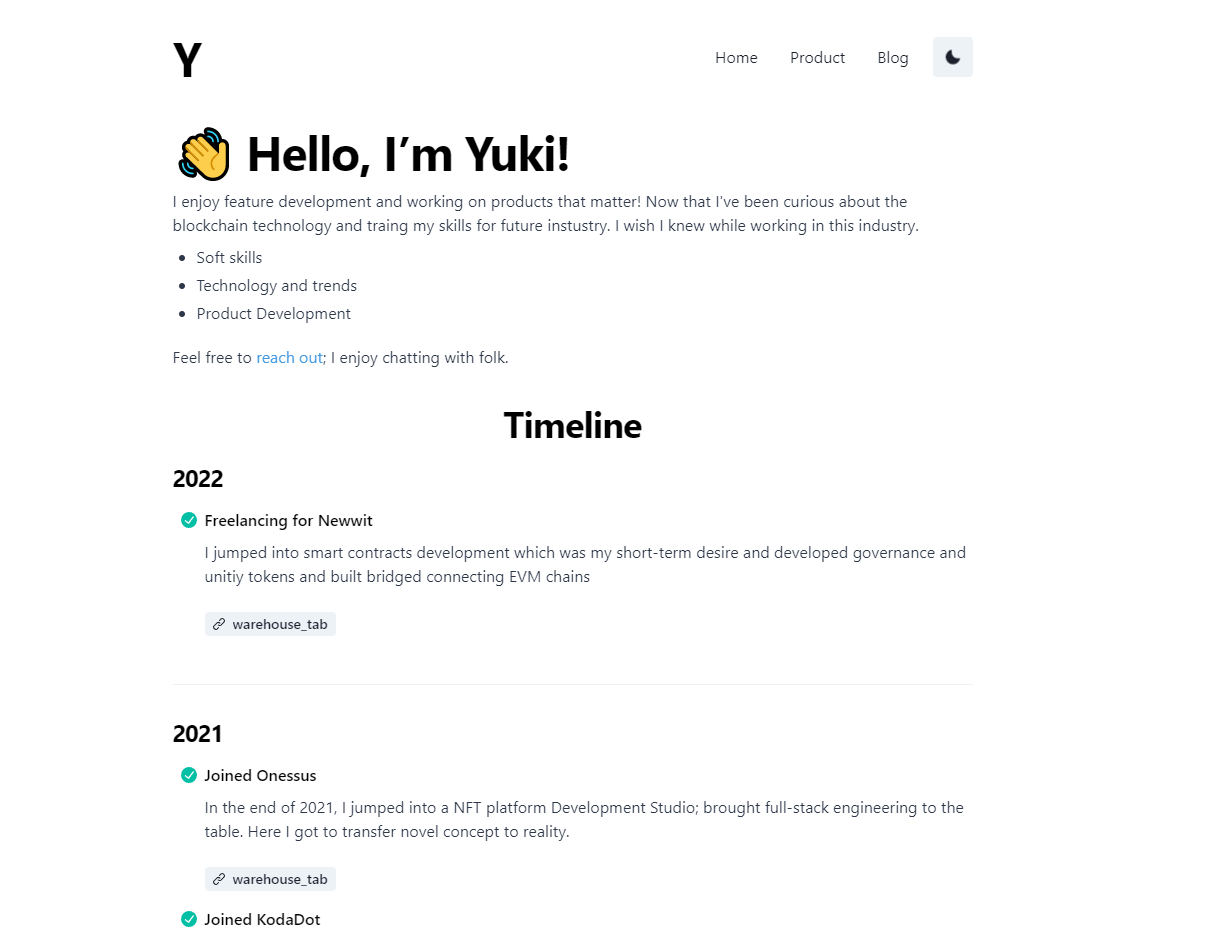 Y
Home Product Blog
👋 Hello, I’m Yuki!
I enjoy feature development and working on products that matter! Now that I've been curious about the
blockchain technology and traing my skills for future instustry. I wish I knew while working in this industry.
• Soft skills
• Technology and trends
• Product Development
Feel free to reach out; I enjoy chatting with folk.
Timeline
2022
Freelancing for Newwit
I jumped into smart contracts development which was my short-term desire and developed governance and
unitiy tokens and built bridged connecting EVM chains
warehouse_tab
2021
Joined Onessus
In the end of 2021, I jumped into a NFT platform Development Studio; brought full-stack engineering to the
table. Here I got to transfer novel concept to reality.
warehouse_tab
Joined KodaDot